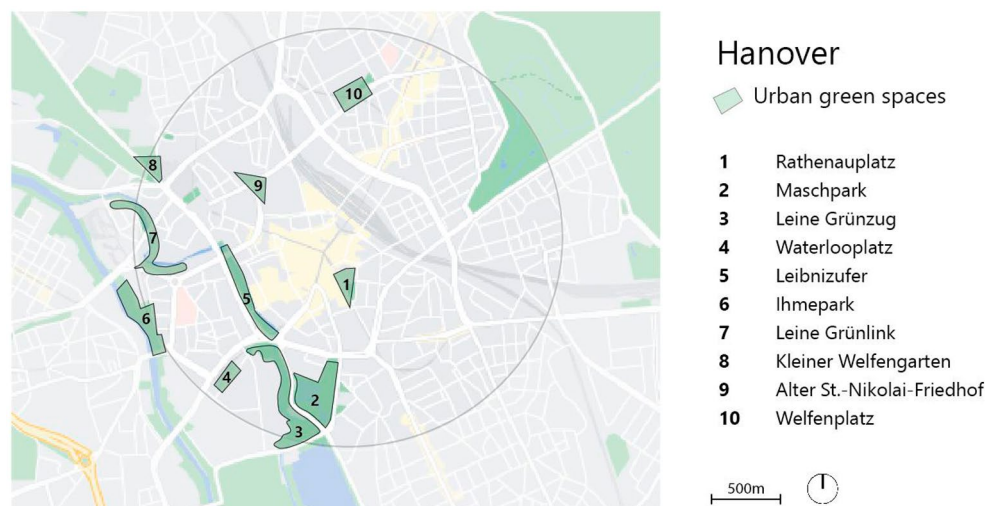 Hanover
Urban green spaces
1 Rathenauplatz
2 Maschpark
3 Leine Grünzug
4 Waterlooplatz
5 Leibnizufer
6 Ihmepark
7 Leine Grünlink
8 Kleiner Welfengarten
9 Alter St.-Nikolai-Friedhof
10 Welfenplatz
500m
10
8
9
7
1
5
6
4
2
3